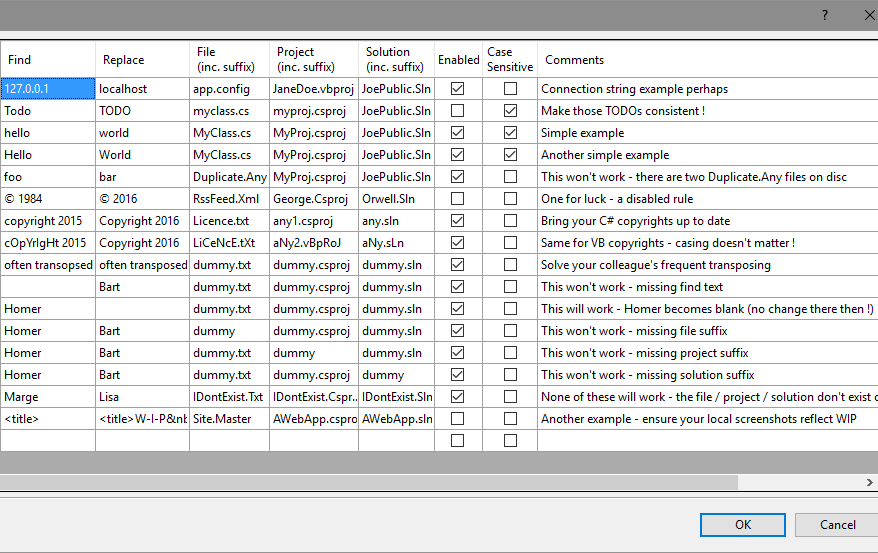 ?
Find Replace File (inc. suffix) Project (inc. suffix) Solution (inc. suffix) Enabled Case Sensitive Comments
127.0.0.1 localhost app.config JaneDoe.vbproj JoePublic.Sln Connection string example perhaps
Todo TODO myclass.cs myproj.csproj JoePublic.Sln Make those TODOs consistent !
hello world MyClass.cs MyProj.csproj JoePublic.Sln Simple example
Hello World MyClass.cs MyProj.csproj JoePublic.Sln Another simple example
foo bar Duplicate.Any MyProj.csproj JoePublic.Sln This won't work - there are two Duplicate.Any files on disc
© 1984 © 2016 RssFeed.Xml George.Csproj Orwell.Sln One for luck - a disabled rule
copyright 2015 Copyright 2016 Licence.txt any1.csproj any.sln Bring your C# copyrights up to date
cOpYrIgHt 2015 Copyright 2016 LiCeNcE.tXt aNy2.vBpRoJ aNy.sLn Same for VB copyrights - casing doesn't matter !
often transopsed often transposed dummy.txt dummy.csproj dummy.sln Solve your colleague's frequent transposing
Bart dummy.txt dummy.csproj dummy.sln This won't work - missing find text
Homer dummy.txt dummy.csproj dummy.sln This will work - Homer becomes blank (no change there then !)
Homer Bart dummy dummy.csproj dummy.sln This won't work - missing file suffix
Homer Bart dummy.txt dummy dummy.sln This won't work - missing project suffix
Homer Bart dummy.txt dummy.csproj dummy This won't work - missing solution suffix
Marge Lisa IDontExist.Txt IDontExist.Cspr... IDontExist.Sln None of these will work - the file / project / solution don't exist
<title> <title>W-I-P&nb Site.Master AWebApp.cspro AWebApp.sln Another example - ensure your local screenshots reflect WIP
OK Cancel